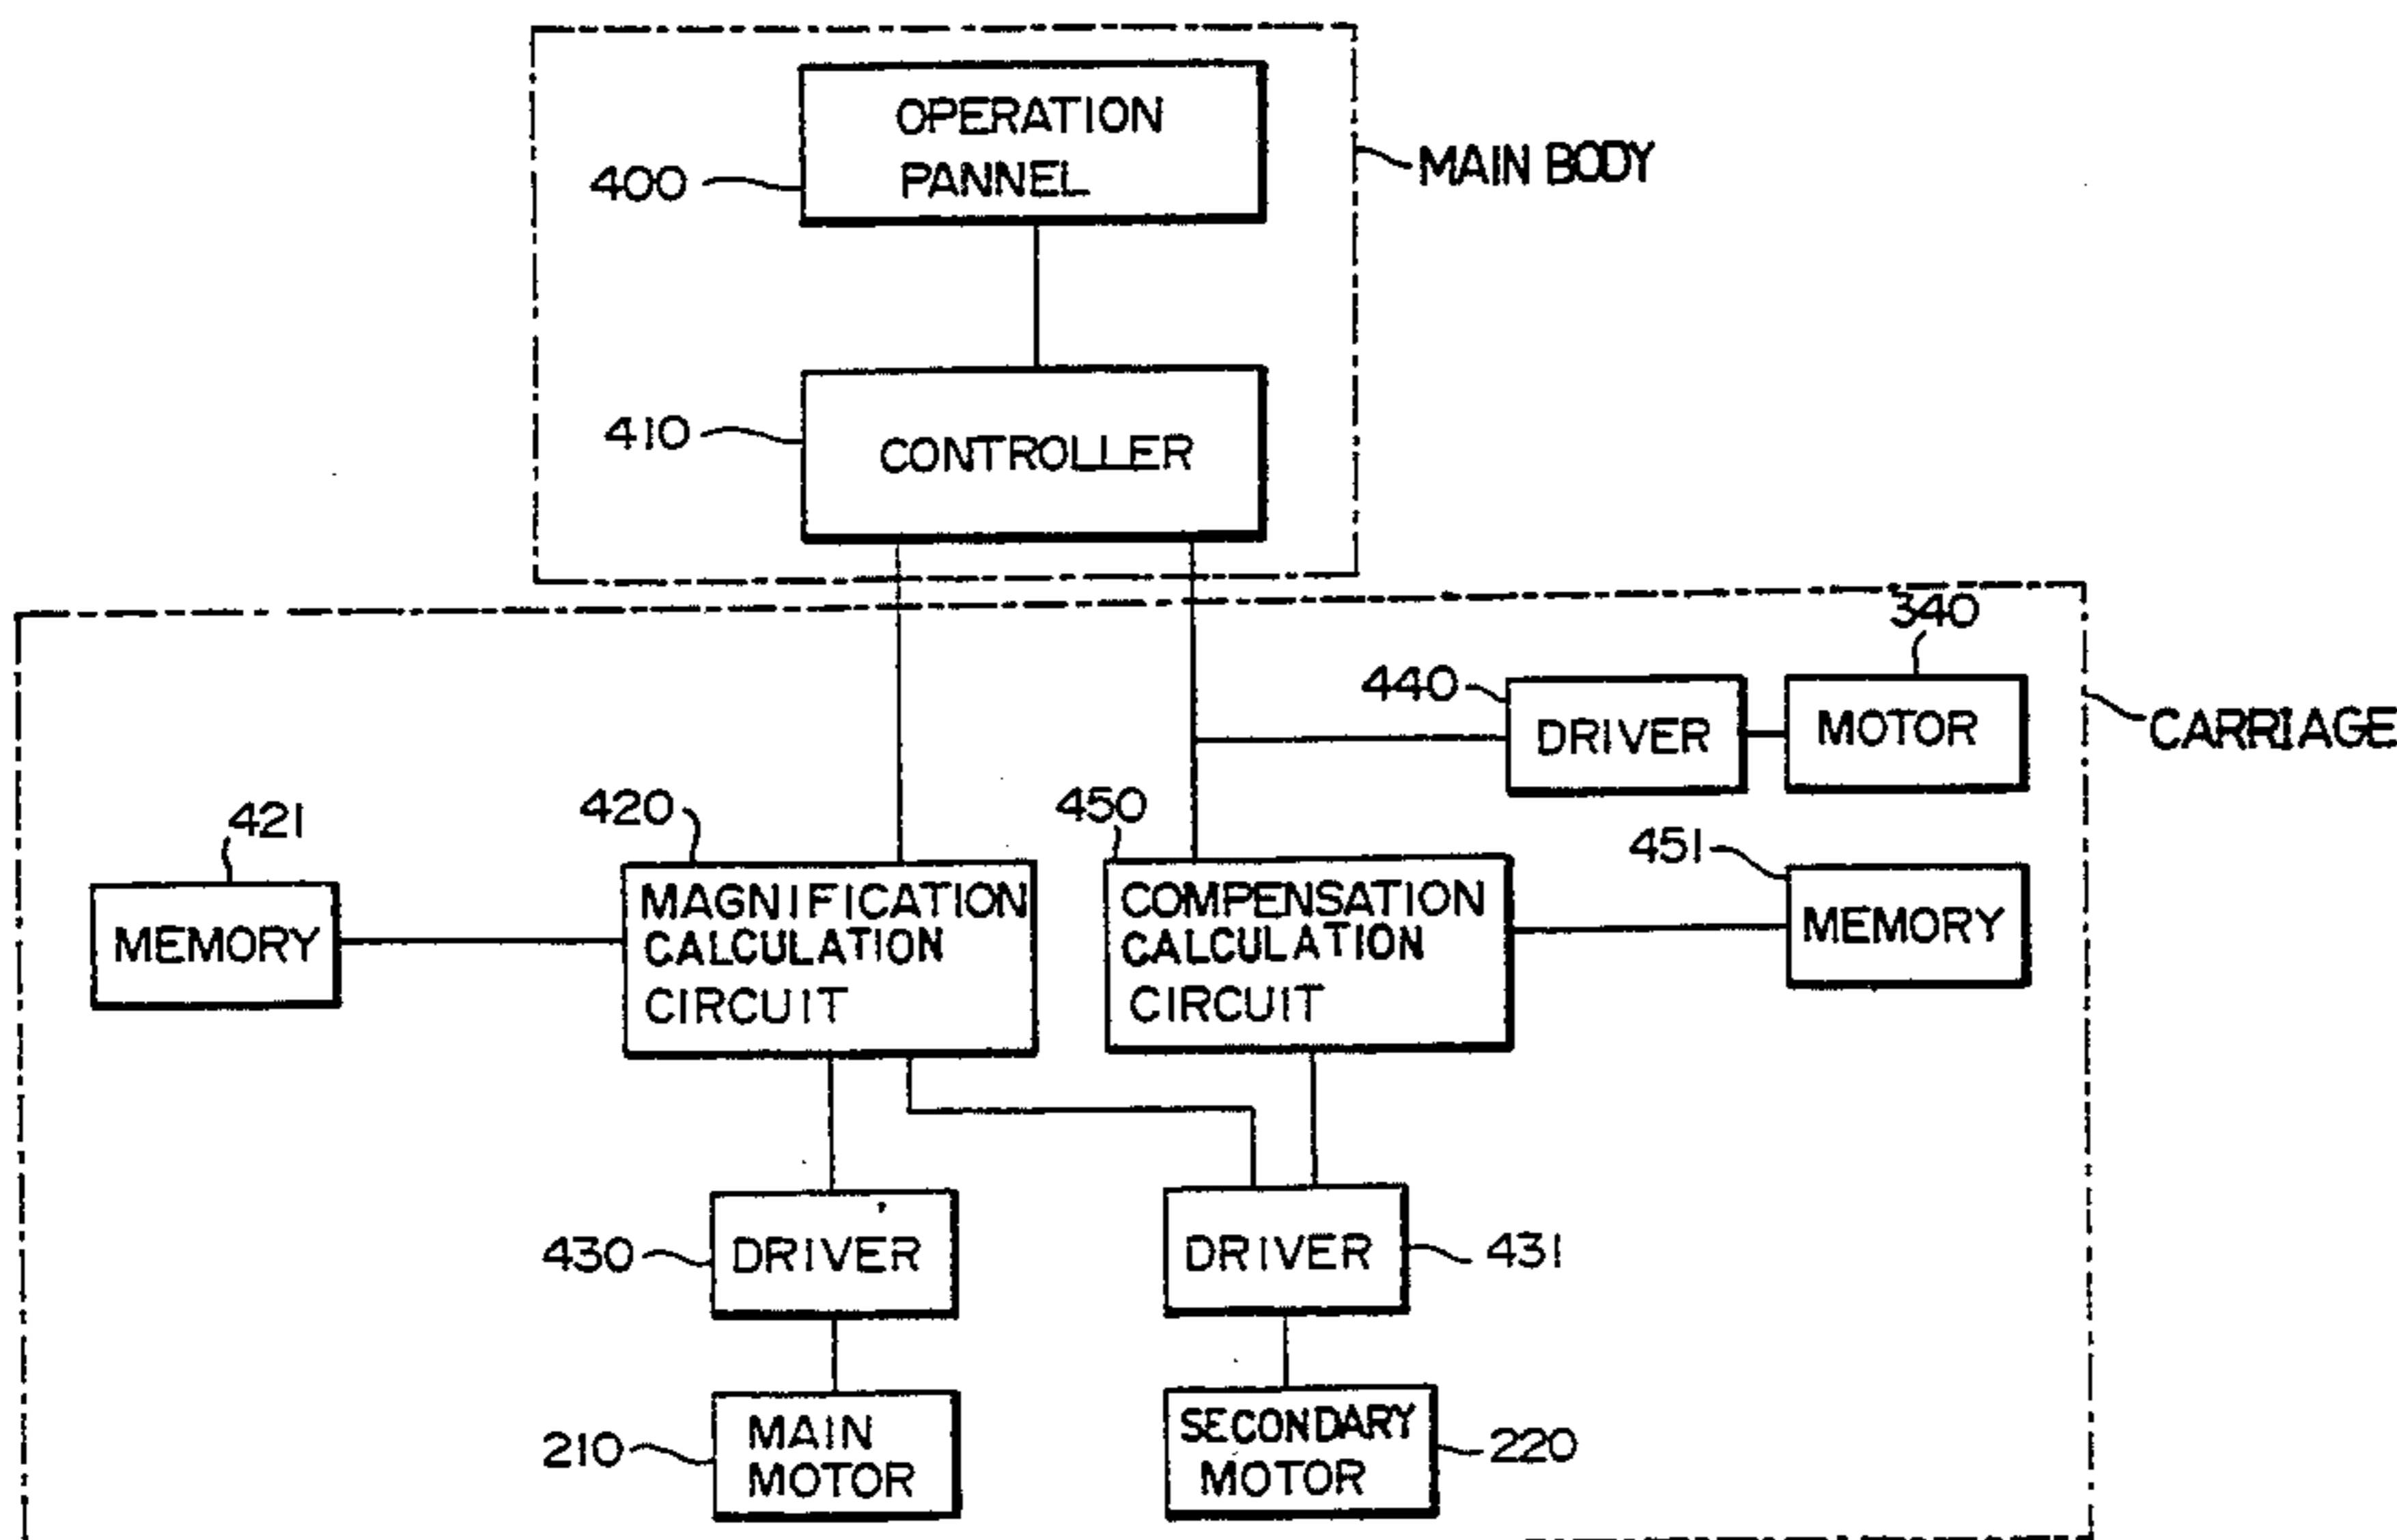 OPERATION
PANNEL
400
MAIN BODY
410
CONTROLLER
340
440
DRIVER
MOTOR
CARRIAGE
421
420
450
451
MEMORY
MAGNIFICATION
CALCULATION
CIRCUIT
COMPENSATION
CALCULATION
CIRCUIT
MEMORY
430
DRIVER
DRIVER
431
210
MAIN
MOTOR
SECONDARY
MOTOR
220